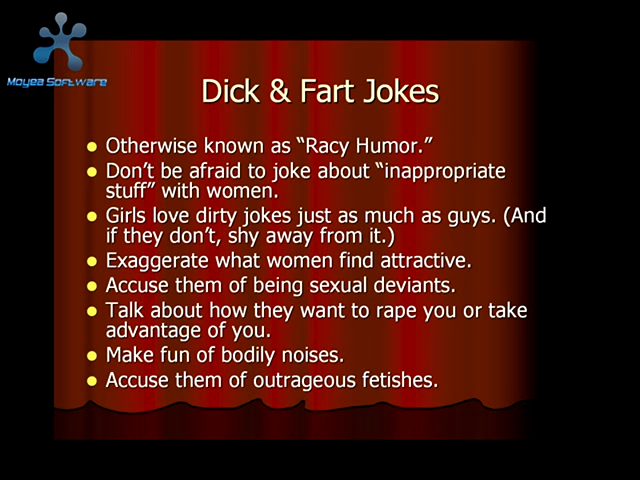 Moyea Software
Dick & Fart Jokes
Otherwise known as “Racy Humor.”
Don’t be afraid to joke about “inappropriate
stuff” with women.
Girls love dirty jokes just as much as guys. (And
if they don’t, shy away from it.)
Exaggerate what women find attractive.
Accuse them of being sexual deviants.
Talk about how they want to rape you or take
advantage of you.
Make fun of bodily noises.
Accuse them of outrageous fetishes.